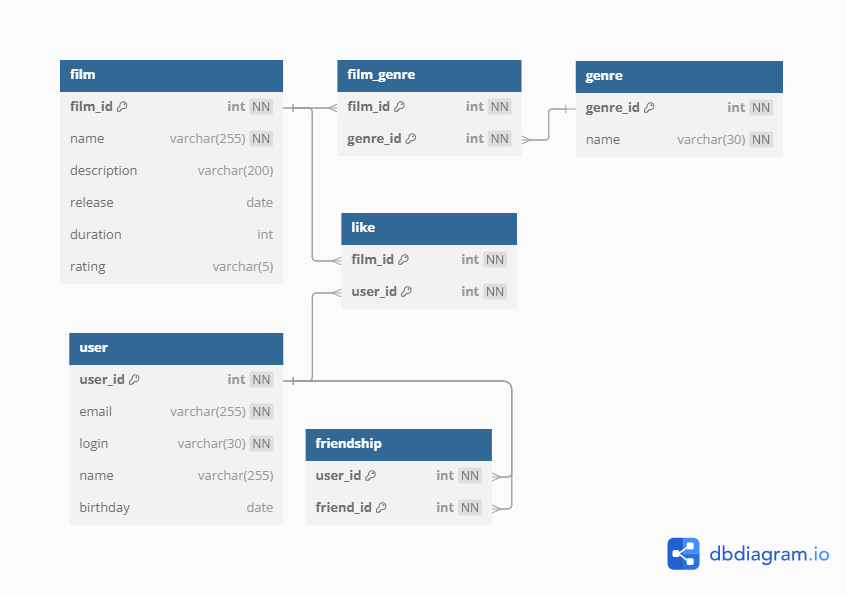 film
film_id int NN
name varchar(255) NN
description varchar(200)
release date
duration int
rating varchar(5)
film_genre
film_id int NN
genre_id int NN
genre
genre_id int NN
name varchar(30) NN
like
film_id int NN
user_id int NN
user
user_id int NN
email varchar(255) NN
login varchar(30) NN
name varchar(255)
birthday date
friendship
user_id int NN
friend_id int NN
dbdiagram.io